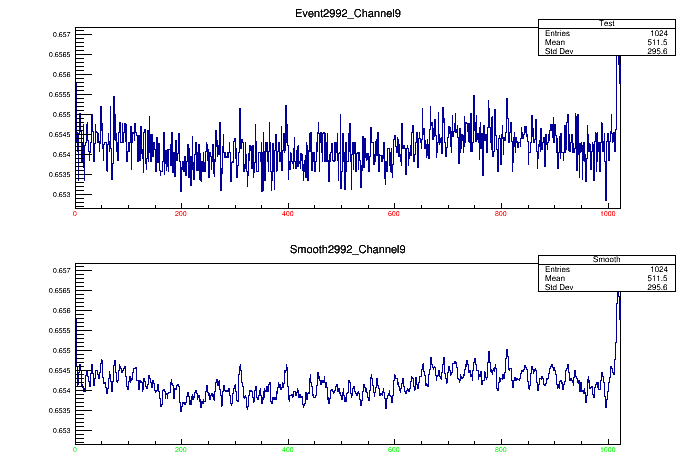 Event2992_Channel9
Test
Entries 1024
Mean 511.5
Std Dev 295.6
0.657
0.6565
0.656
0.6555
0.655
0.6545
0.654
0.6535
0.653
0 200 400 600 800 1000
Smooth2992_Channel9
Smooth
Entries 1024
Mean 511.5
Std Dev 295.6
0.657
0.6565
0.656
0.6555
0.655
0.6545
0.654
0.6535
0.653
0 200 400 600 800 1000